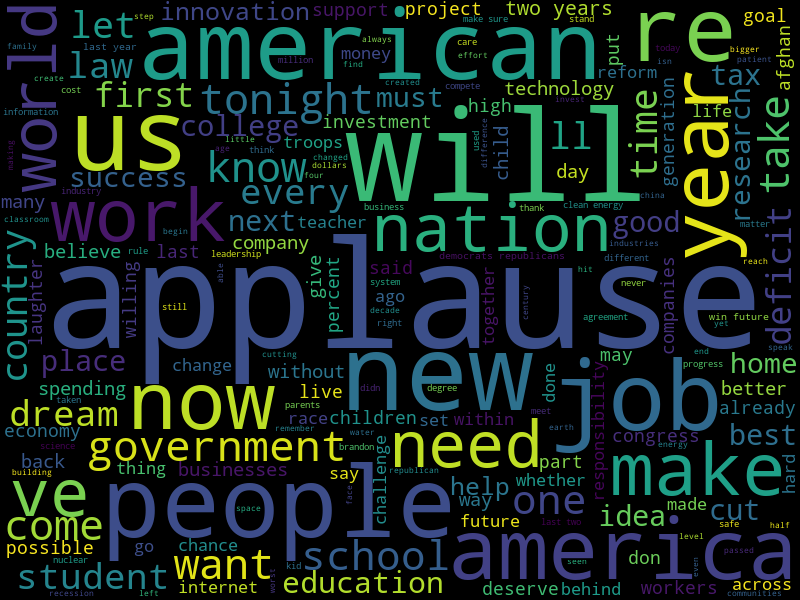 innovation
support
project
two years
goal
american
re
world
let
last year
step
always
million
find
make sure
care
effort
created
stand
put
family
create
cost
information
law
money
compete
reform
isn
today
bigger
patient
invest
tax
afghan
first
tonight
must
technology
life
us
college
investment
high
will
ll
time
year
generation
research
take
success
troops
little
age
think
changed
dollars
four
used
difference
child
day
know
every
china
matter
many
making
industry
work
business
thank
clean energy
classroom
begin
next
teacher
nation
good
country
believe
rule
last
company
leadership
democrats republicans
industries
reach
deficit
laughter
willing
applause
give
percent
said
system
ago
decade
right
together
hit
different
never
century
agreement
companies
win future
yet
still
able
place
change
cutting
without
new
may
end
progress
speak
home
spending
taken
live
didn
degree
done
job
better
dream
now
parents
race
children
set
within
meet
already
economy
remember
water
earth
responsibility
congress
best
science
government
brandon
need
energy
back
thing
businesses
say
challenge
republican
part
make
hard
building
whether
ve
people
space
face
help
way
one
idea
made
cut
come
future
last two
safe
half
possible
go
chance
want
school
america
don
level
passed
nuclear
student
internet
kid
worst
education
deserve
behind
seen
workers
even
across
recession
left
communities